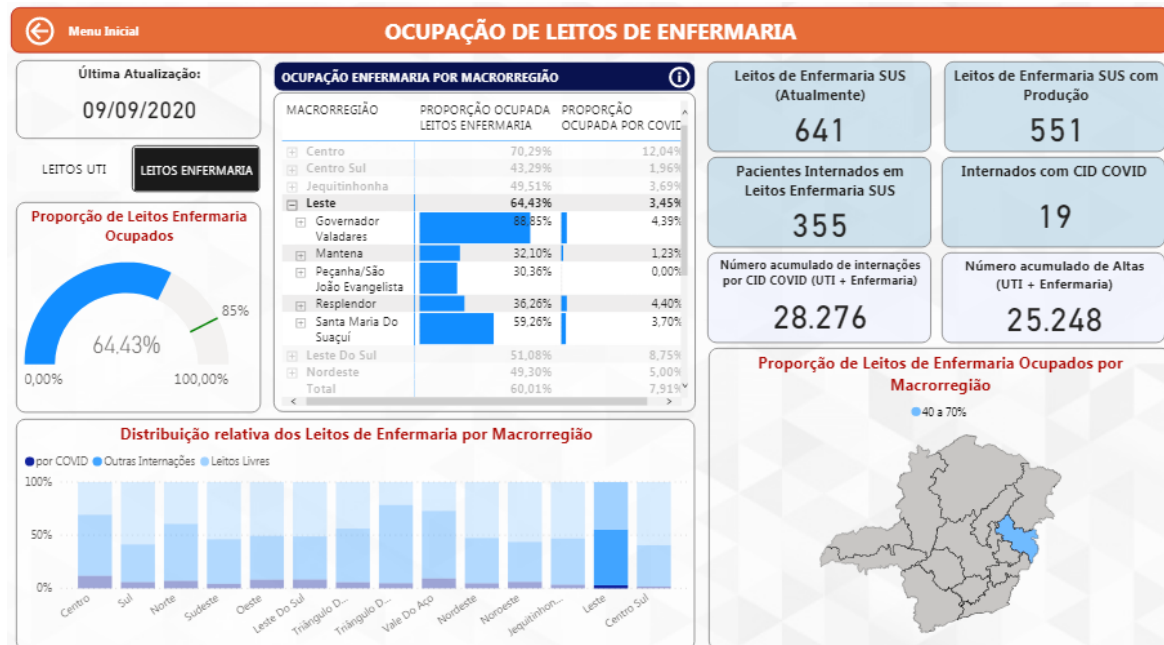 Menu Inicial
OCUPAÇÃO DE LEITOS DE ENFERMARIA
Última Atualização:
09/09/2020
LEITOS UTI
LEITOS ENFERMARIA
Proporção de Leitos Enfermaria
Ocupados
85%
64,43%
0,00%
100,00%
OCUPAÇÃO ENFERMARIA POR MACRORREGIÃO
MACRORREGIÃO PROPORÇÃO OCUPADA PROPORÇÃO
LEITOS ENFERMARIA OCUPADA POR COVID
Centro 70,29% 12,04%
Centro Sul 43,29% 1,96%
Jequitinhonha 49,51% 3,69%
Leste 64,43% 3,45%
Governador 88,85% 4,39%
Valadares
Mantena 32,10% 1,23%
Peçanha/São 30,36% 0,00%
João Evangelista
Resplendor 36,26% 4,40%
Santa Maria Do 59,26% 3,70%
Suaçuí
Leste Do Sul 51,08% 8,75%
Nordeste 49,30% 5,00%
Total 60,01% 7,91%
Leitos de Enfermaria SUS
(Atualmente)
641
Leitos de Enfermaria SUS com
Produção
551
Pacientes Internados em
Leitos Enfermaria SUS
355
Internados com CID COVID
19
Número acumulado de internações
por CID COVID (UTI + Enfermaria)
28.276
Número acumulado de Altas
(UTI + Enfermaria)
25.248
Distribuição relativa dos Leitos de Enfermaria por Macrorregião
por COVID Outras Internações Leitos Livres
100%
50%
0%
Centro
Sul
Norte
Sudeste
Oeste
Leste Do Sul
Triângulo D...
Triângulo D...
Vale Do Aço
Nordeste
Noroeste
Jequitinhon...
Leste
Centro Sul
Proporção de Leitos de Enfermaria Ocupados por
Macrorregião
40 a 70%